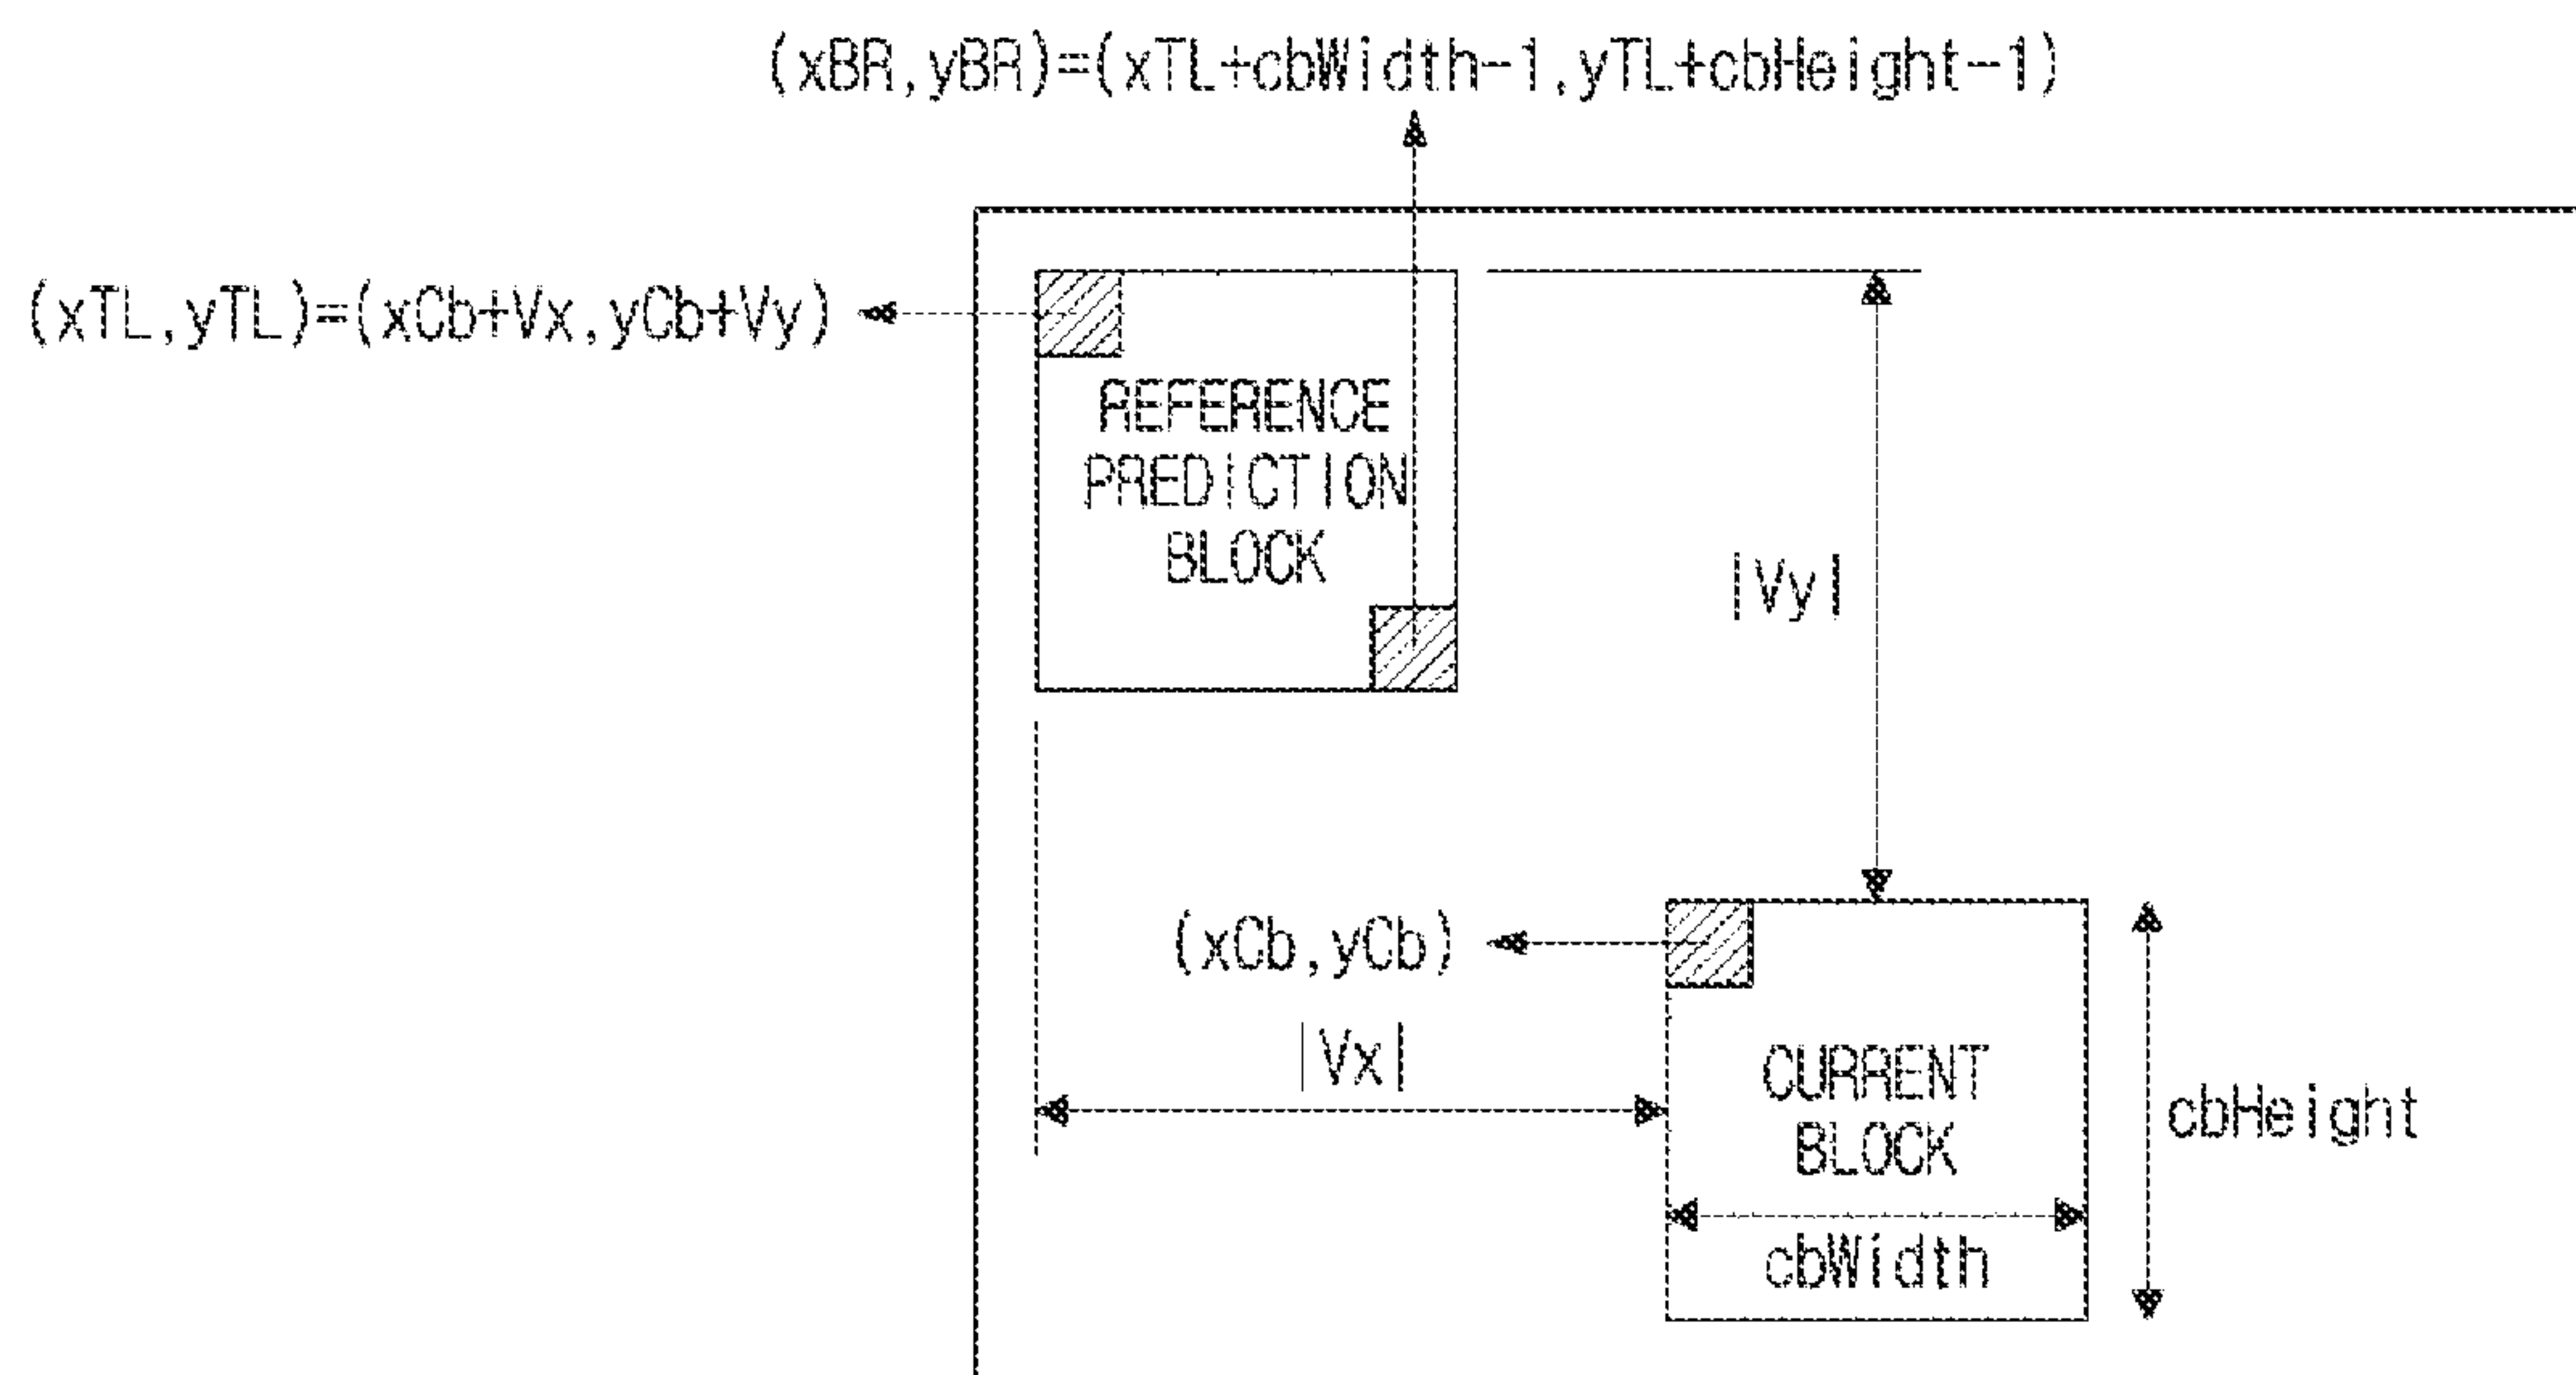 (xBR,yBR)=(xTL+cbWidth-1,yTL+cbHeight-1)
(xTL,yTL)=(xCb+Vx,yCb+Vy)
REFERENCE
PREDICTION
BLOCK
|Vy|
(xCb,yCb)
|Vx|
CURRENT
BLOCK
cbHeight
cbWidth